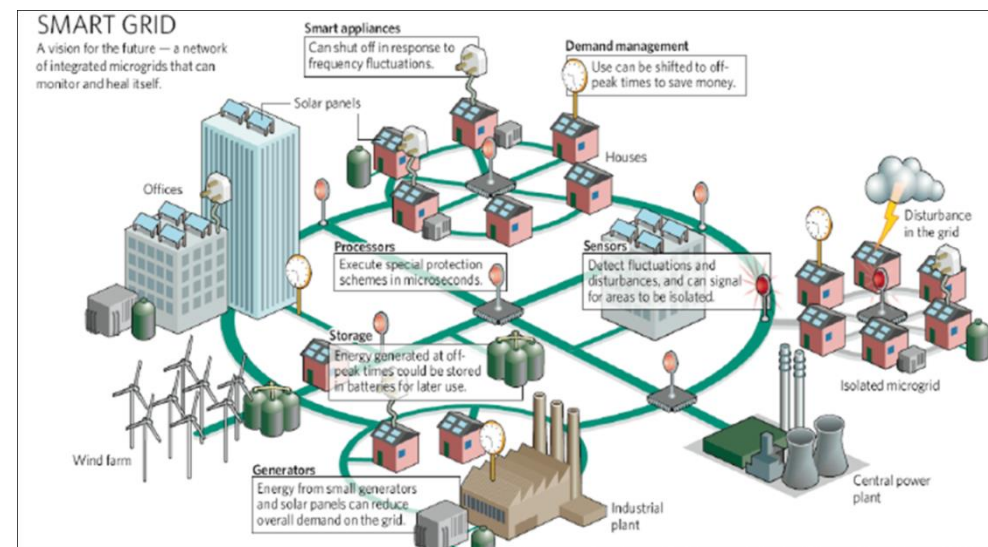 SMART GRID
A vision for the future — a network
of integrated microgrids that can
monitor and heal itself.
Smart appliances
Can shut off in response to
frequency fluctuations.
Demand management
Use can be shifted to off-
peak times to save money.
Solar panels
Houses
Offices
Disturbance
in the grid
Processors
Execute special protection
schemes in microseconds.
Sensors
Detect fluctuations and
disturbances, and can signal
for areas to be isolated.
Storage
Energy generated at off-
peak times could be stored
in batteries for later use.
Isolated microgrid
Wind farm
Generators
Energy from small generators
and solar panels can reduce
overall demand on the grid.
Industrial
plant
Central power
plant